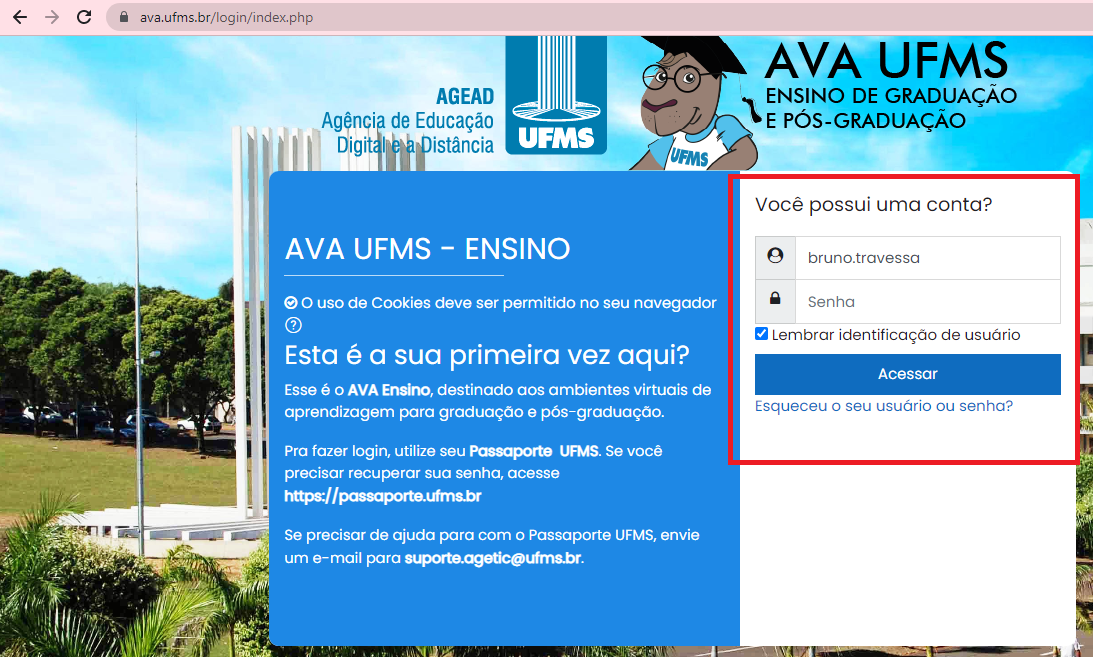 ava.ufms.br/login/index.php
AGEAD
Agência de Educação
Digital e a Distância
UFMS
UFMS
AVA UFMS
ENSINO DE GRADUAÇÃO
E PÓS-GRADUAÇÃO
AVA UFMS - ENSINO
O uso de Cookies deve ser permitido no seu navegador
Esta é a sua primeira vez aqui?
Esse é o AVA Ensino, destinado aos ambientes virtuais de
aprendizagem para graduação e pós-graduação.
Pra fazer login, utilize seu Passaporte UFMS. Se você
precisar recuperar sua senha, acesse
https://passaporte.ufms.br
Se precisar de ajuda para com o Passaporte UFMS, envie
um e-mail para suporte.agetic@ufms.br.
Você possui uma conta?
bruno.travessa
Senha
Lembrar identificação de usuário
Acessar
Esqueceu o seu usuário ou senha?